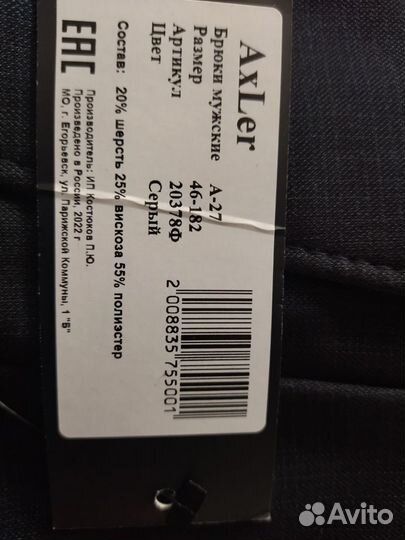 AxLer
Брюки мужские A-27
Размер 46-182
Артикул 20378Ф
Цвет Серый
Состав: 20% шерсть 25% вискоза 55% полиэстер
Производитель: ИП Костюков П.Ю.
Произведено в России, 2022 г
МО, г. Егорьевск, ул. Парижской Коммуны, 1 "Б"
EAC
2 008835 755001
Avito